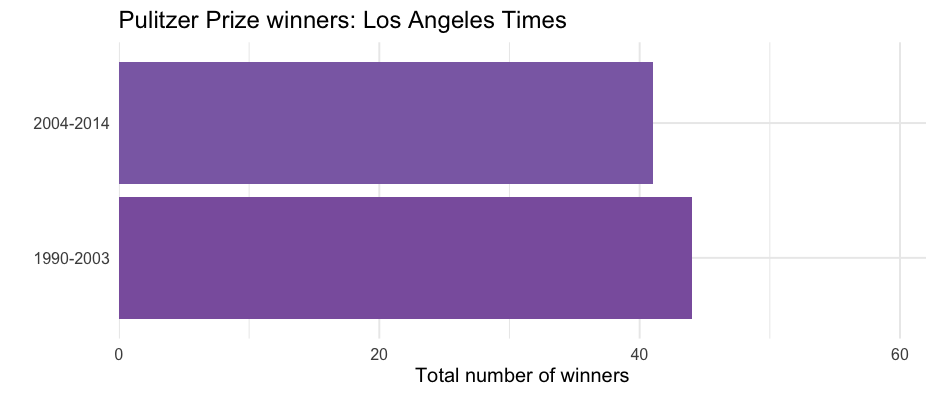 Pulitzer Prize winners: Los Angeles Times
2004-2014
1990-2003
0 20 40 60
Total number of winners